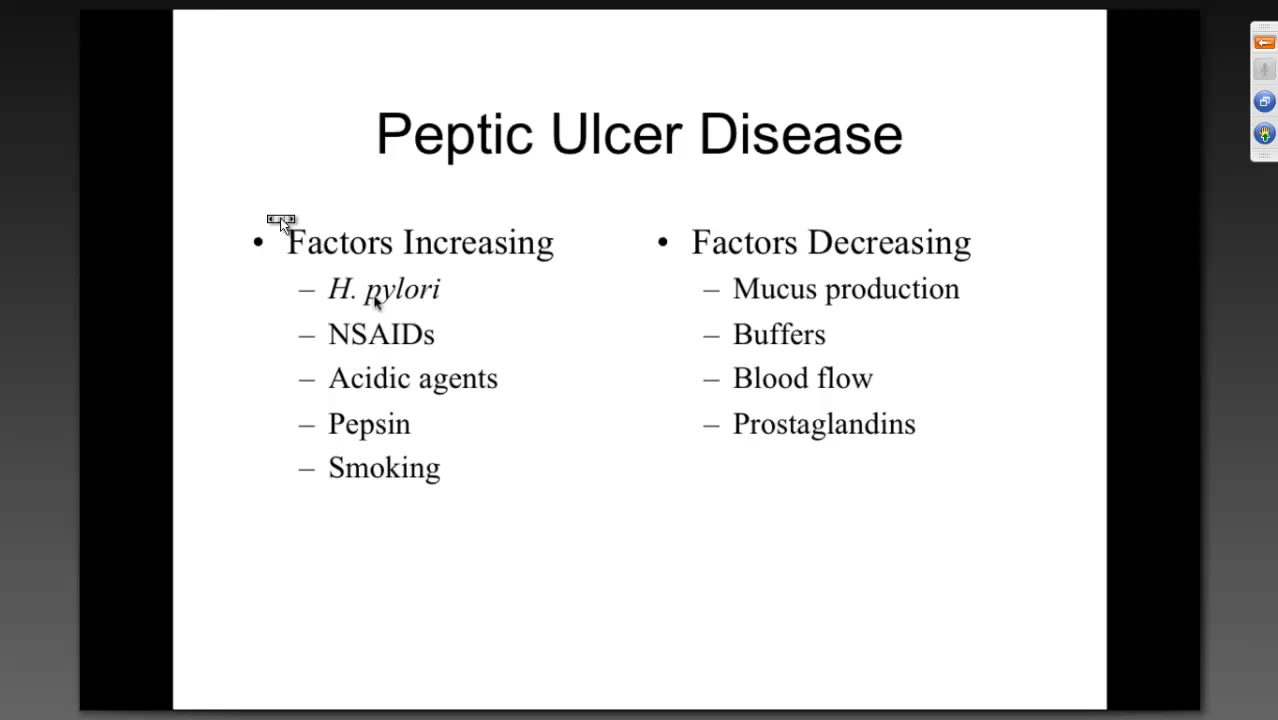 Peptic Ulcer Disease
• Factors Increasing
– H. pylori
– NSAIDs
– Acidic agents
– Pepsin
– Smoking
• Factors Decreasing
– Mucus production
– Buffers
– Blood flow
– Prostaglandins